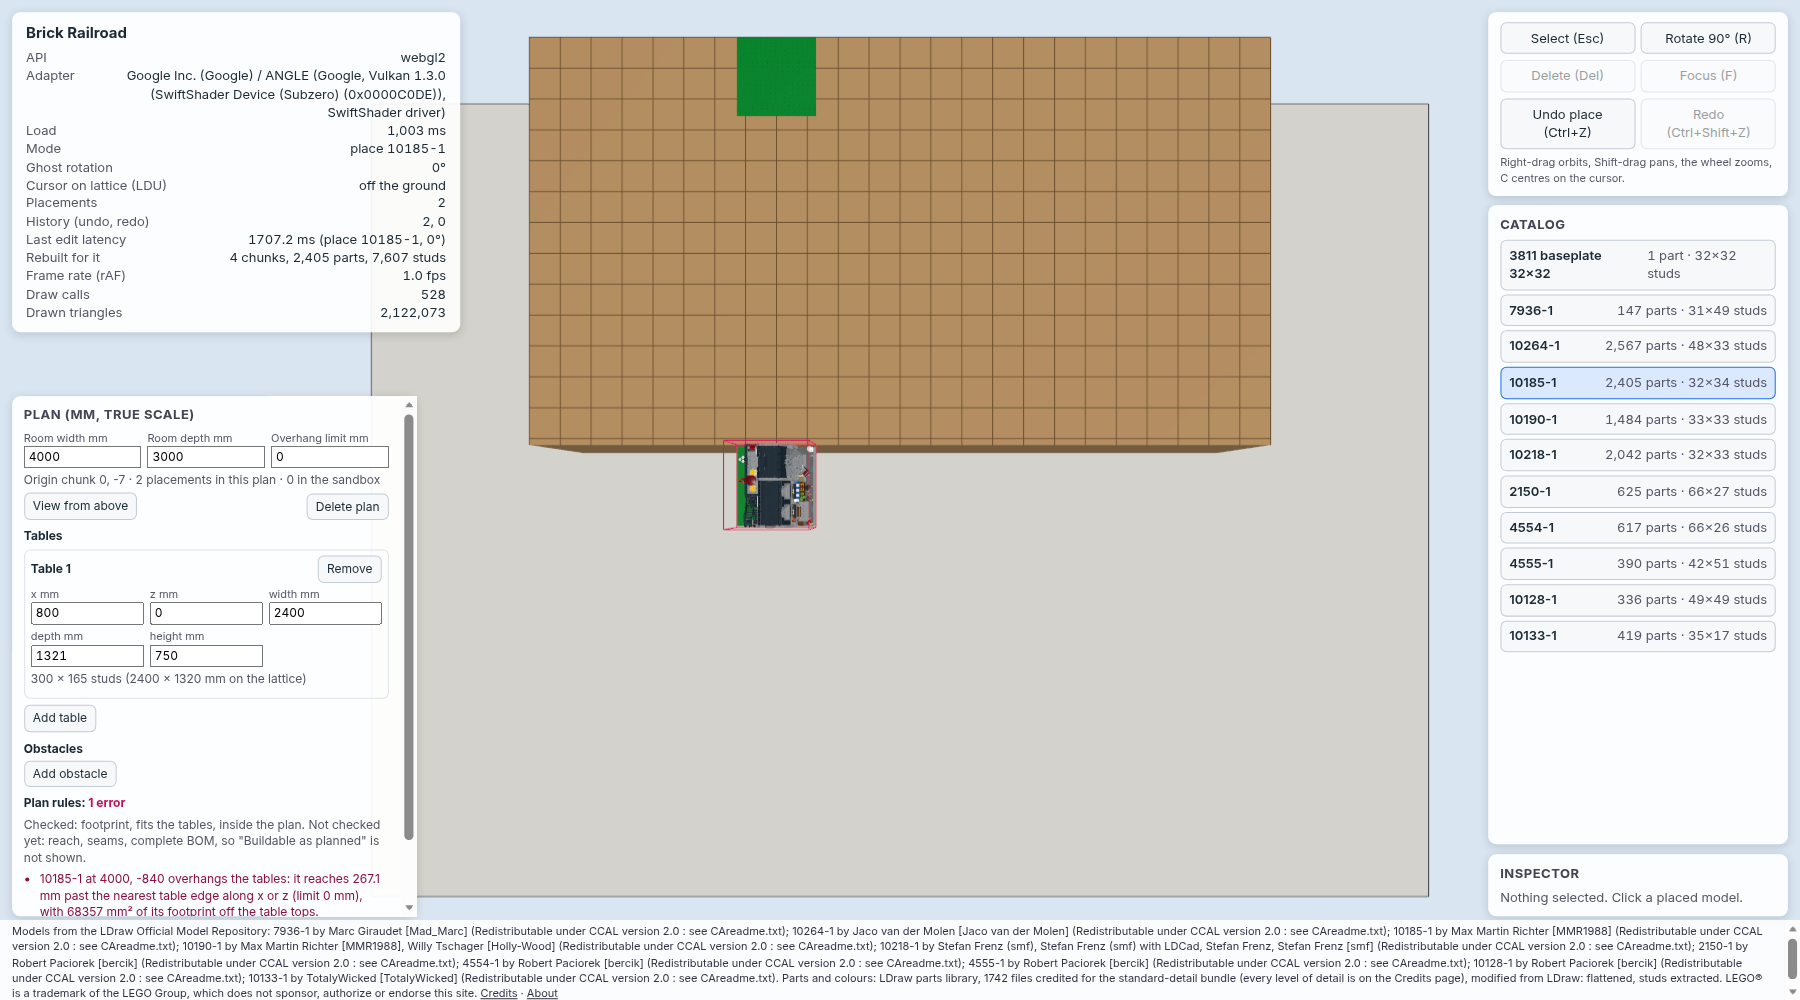 Brick Railroad
API webgl2
Adapter Google Inc. (Google) / ANGLE (Google, Vulkan 1.3.0
(SwiftShader Device (Subzero) (0x0000C0DE)),
SwiftShader driver)
Load 1,003 ms
Mode place 10185-1
Ghost rotation 0°
Cursor on lattice (LDU) off the ground
Placements 2
History (undo, redo) 2, 0
Last edit latency 1707.2 ms (place 10185-1, 0°)
Rebuilt for it 4 chunks, 2,405 parts, 7,607 studs
Frame rate (rAF) 1.0 fps
Draw calls 528
Drawn triangles 2,122,073
PLAN (MM, TRUE SCALE)
Room width mm Room depth mm Overhang limit mm
4000 3000 0
Origin chunk 0, -7 · 2 placements in this plan · 0 in the sandbox
View from above Delete plan
Tables
Table 1 Remove
x mm z mm width mm
800 0 2400
depth mm height mm
1321 750
300 × 165 studs (2400 × 1320 mm on the lattice)
Add table
Obstacles
Add obstacle
Plan rules: 1 error
Checked: footprint, fits the tables, inside the plan. Not checked
yet: reach, seams, complete BOM, so "Buildable as planned" is
not shown.
• 10185-1 at 4000, -840 overhangs the tables: it reaches 267.1
mm past the nearest table edge along x or z (limit 0 mm),
with 68357 mm² of its footprint off the table tops.
Select (Esc) Rotate 90° (R)
Delete (Del) Focus (F)
Undo place (Ctrl+Z) Redo (Ctrl+Shift+Z)
Right-drag orbits, Shift-drag pans, the wheel zooms,
C centres on the cursor.
CATALOG
3811 baseplate 32×32 1 part · 32×32 studs
7936-1 147 parts · 31×49 studs
10264-1 2,567 parts · 48×33 studs
10185-1 2,405 parts · 32×34 studs
10190-1 1,484 parts · 33×33 studs
10218-1 2,042 parts · 32×33 studs
2150-1 625 parts · 66×27 studs
4554-1 617 parts · 66×26 studs
4555-1 390 parts · 42×51 studs
10128-1 336 parts · 49×49 studs
10133-1 419 parts · 35×17 studs
INSPECTOR
Nothing selected. Click a placed model.
Models from the LDraw Official Model Repository: 7936-1 by Marc Giraudet [Mad_Marc] (Redistributable under CCAL version 2.0 : see CAreadme.txt); 10264-1 by Jaco van der Molen [Jaco van der Molen] (Redistributable under CCAL version 2.0 : see CAreadme.txt); 10185-1 by Max Martin Richter [MMR1988] (Redistributable under CCAL
version 2.0 : see CAreadme.txt); 10190-1 by Max Martin Richter [MMR1988], Willy Tschager [Holly-Wood] (Redistributable under CCAL version 2.0 : see CAreadme.txt); 10218-1 by Stefan Frenz (smf), Stefan Frenz (smf) with LDCad, Stefan Frenz, Stefan Frenz [smf] (Redistributable under CCAL version 2.0 : see CAreadme.txt); 2150-1 by
Robert Paciorek [bercik] (Redistributable under CCAL version 2.0 : see CAreadme.txt); 4554-1 by Robert Paciorek [bercik] (Redistributable under CCAL version 2.0 : see CAreadme.txt); 4555-1 by Robert Paciorek [bercik] (Redistributable under CCAL version 2.0 : see CAreadme.txt); 10128-1 by Robert Paciorek [bercik] (Redistributable
under CCAL version 2.0 : see CAreadme.txt); 10133-1 by TotalyWicked [TotalyWicked] (Redistributable under CCAL version 2.0 : see CAreadme.txt). Parts and colours: LDraw parts library, 1742 files credited for the standard-detail bundle (every level of detail is on the Credits page), modified from LDraw: flattened, studs extracted. LEGO®
is a trademark of the LEGO Group, which does not sponsor, authorize or endorse this site. Credits · About